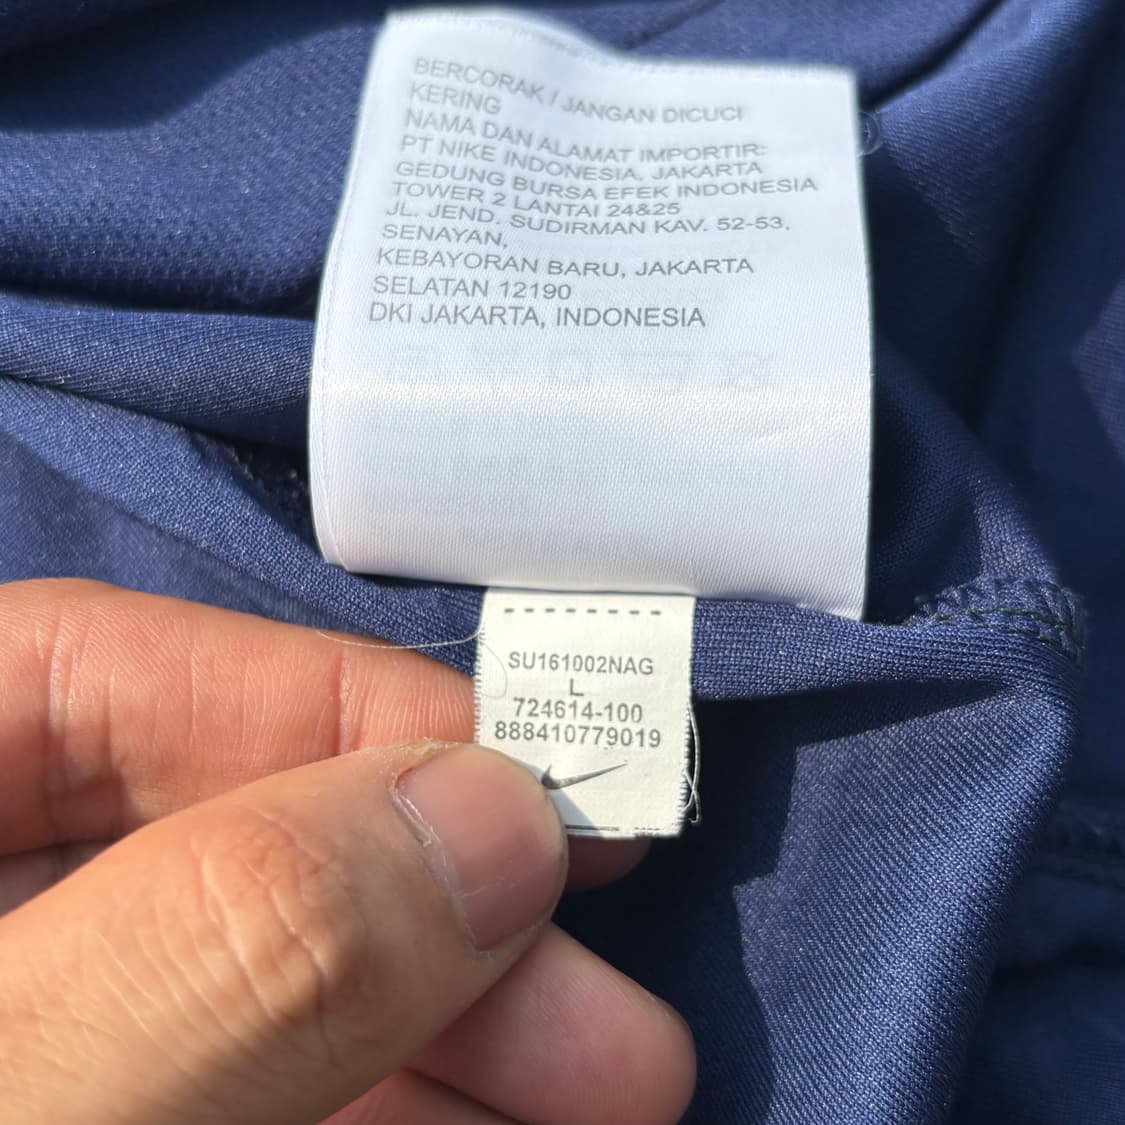 BERCORAK / JANGAN DICUCI
KERING
NAMA DAN ALAMAT IMPORTIR:
PT NIKE INDONESIA, JAKARTA
GEDUNG BURSA EFEK INDONESIA
TOWER 2 LANTAI 24&25
JL. JEND. SUDIRMAN KAV. 52-53,
SENAYAN,
KEBAYORAN BARU, JAKARTA
SELATAN 12190
DKI JAKARTA, INDONESIA
SU161002NAG
L
724614-100
888410779019